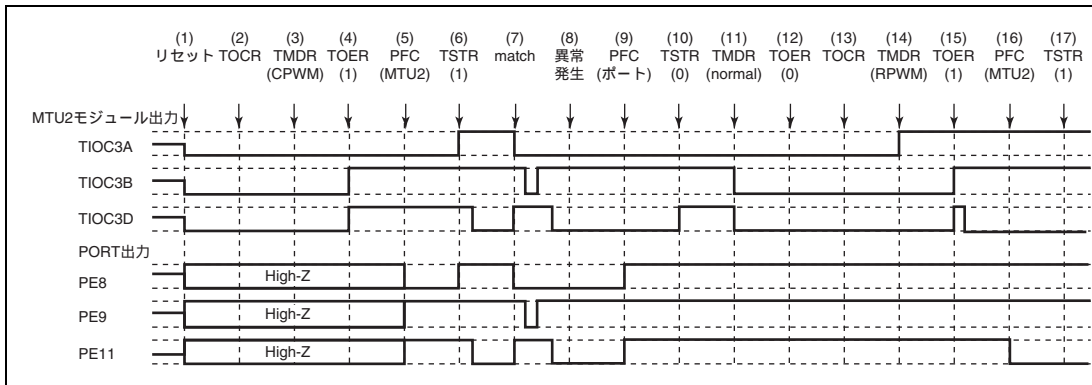 (1) (2) (3) (4) (5) (6) (7) (8) (9) (10) (11) (12) (13) (14) (15) (16) (17)
リセット TOCR TMDR TOER PFC TSTR match 異常 PFC TSTR TMDR TOER TOCR TMDR TOER PFC TSTR
(CPWM) (1) (MTU2) (1) 発生 (ポート) (0) (normal) (0) (RPWM) (1) (MTU2) (1)
MTU2モジュール出力
TIOC3A
TIOC3B
TIOC3D
PORT出力
PE8 High-Z
PE9 High-Z
PE11 High-Z